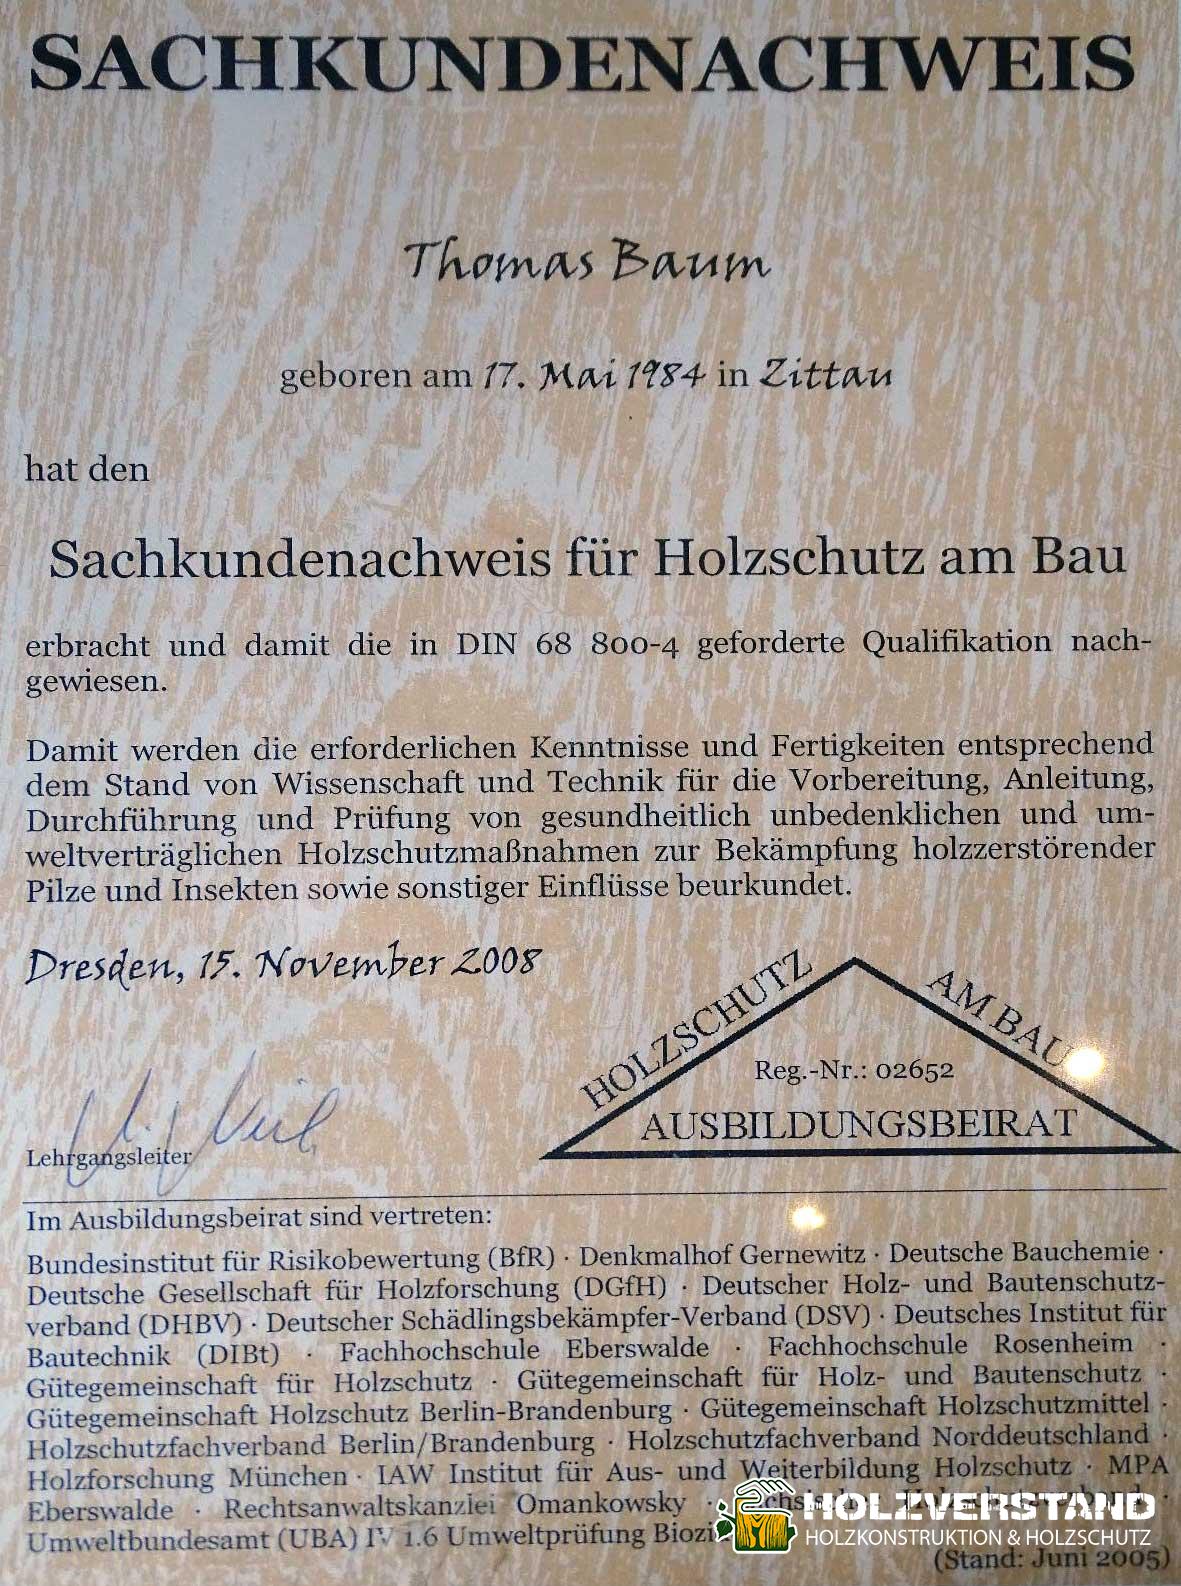 SACHKUNDENACHWEIS
Thomas Baum
geboren am 17. Mai 1984 in Zittau
hat den
Sachkundenachweis für Holzschutz am Bau
erbracht und damit die in DIN 68 800-4 geforderte Qualifikation nach-
gewiesen.
Damit werden die erforderlichen Kenntnisse und Fertigkeiten entsprechend
dem Stand von Wissenschaft und Technik für die Vorbereitung, Anleitung,
Durchführung und Prüfung von gesundheitlich unbedenklichen und um-
weltverträglichen Holzschutzmaßnahmen zur Bekämpfung holzzerstörender
Pilze und Insekten sowie sonstiger Einflüsse beurkundet.
Dresden, 15. November 2008
HOLZSCHUTZ AM BAU
Reg.-Nr.: 02652
AUSBILDUNGSBEIRAT
Lehrgangsleiter
Im Ausbildungsbeirat sind vertreten:
Bundesinstitut für Risikobewertung (BfR) · Denkmalhof Gernewitz · Deutsche Bauchemie ·
Deutsche Gesellschaft für Holzforschung (DGfH) · Deutscher Holz- und Bautenschutz-
verband (DHBV) · Deutscher Schädlingsbekämpfer-Verband (DSV) · Deutsches Institut für
Bautechnik (DIBt) · Fachhochschule Eberswalde · Fachhochschule Rosenheim ·
Gütegemeinschaft für Holzschutz · Gütegemeinschaft für Holz- und Bautenschutz ·
Gütegemeinschaft Holzschutz Berlin-Brandenburg · Gütegemeinschaft Holzschutzmittel ·
Holzschutzfachverband Berlin/Brandenburg · Holzschutzfachverband Norddeutschland ·
Holzforschung München · IAW Institut für Aus- und Weiterbildung Holzschutz · MPA
Eberswalde · Rechtsanwaltskanzlei Omankowsky ·
Umweltbundesamt (UBA) IV 1.6 Umweltprüfung
HOLZVERSTAND
HOLZKONSTRUKTION & HOLZSCHUTZ
(Stand: Juni 2005)